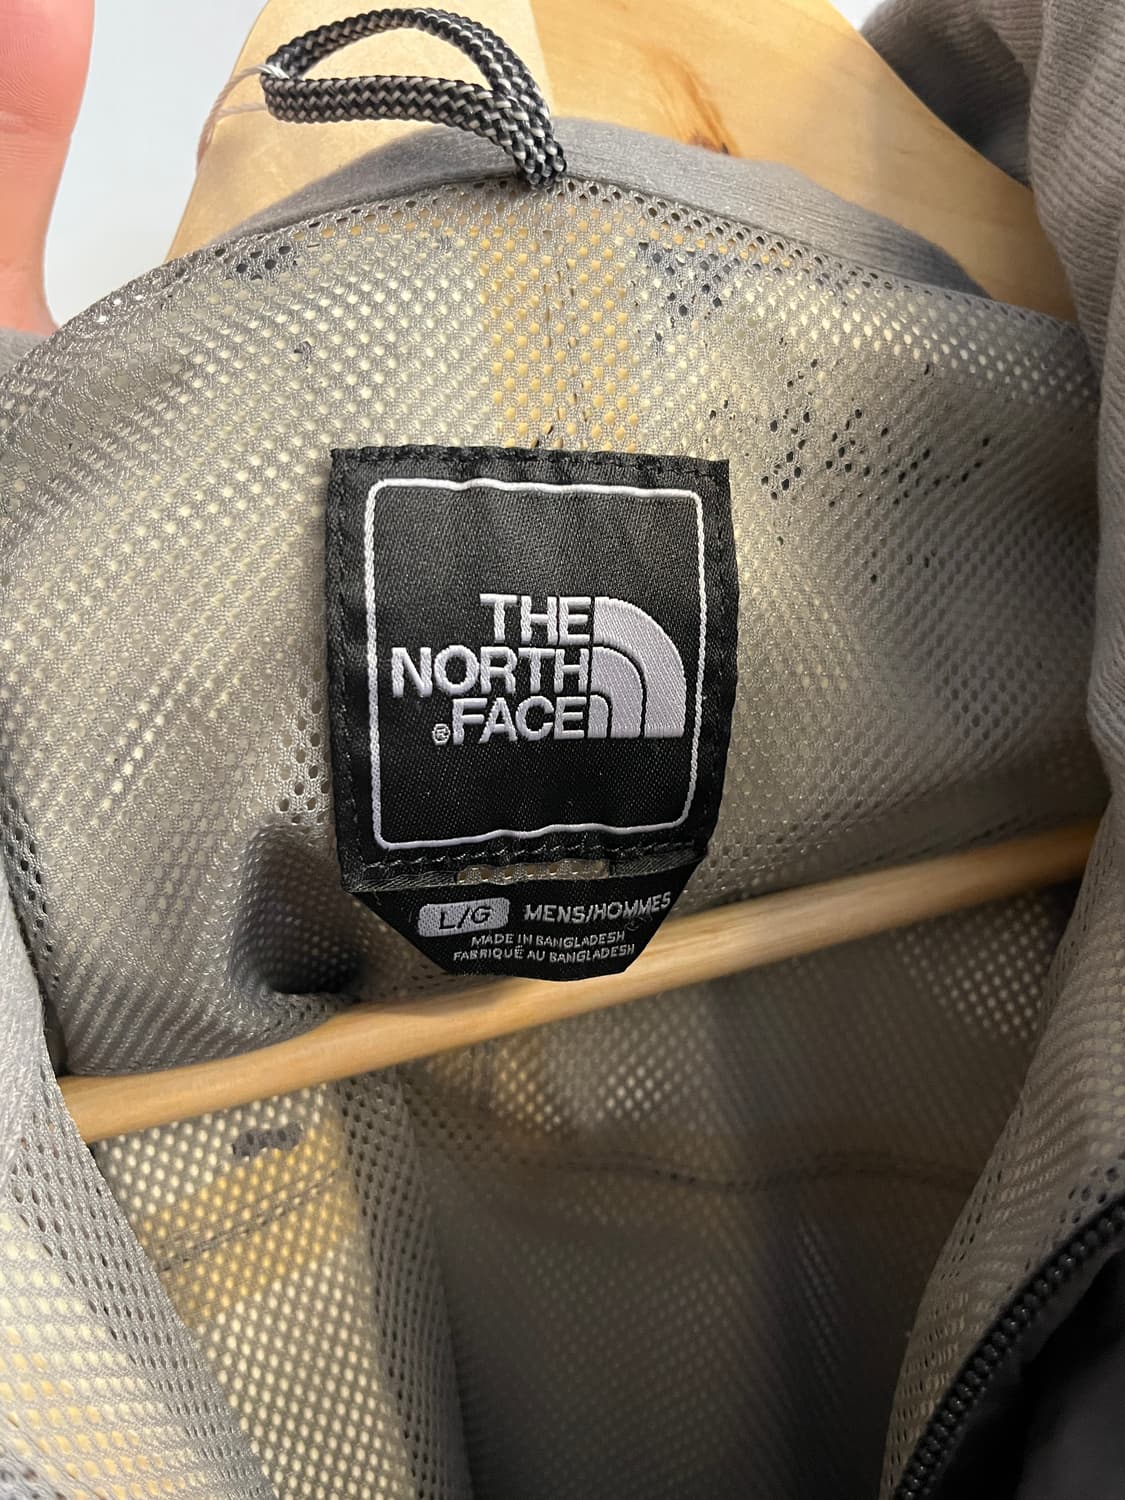 THE
NORTH
® FACE
L/G MENS/HOMMES
MADE IN BANGLADESH
FABRIQUÉ AU BANGLADESH